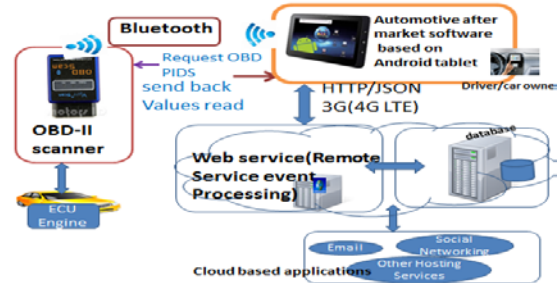 Bluetooth
Automotive after
market software
based on
Android tablet
Request OBD
PIDS
send back
Values read
Driver/car owner
HTTP/JSON
3G(4G LTE)
OBD-II
scanner
database
Web service(Remote
Service event
Processing)
ECU
Engine
Email
Social
Networking
Other Hosting
Services
Cloud based applications